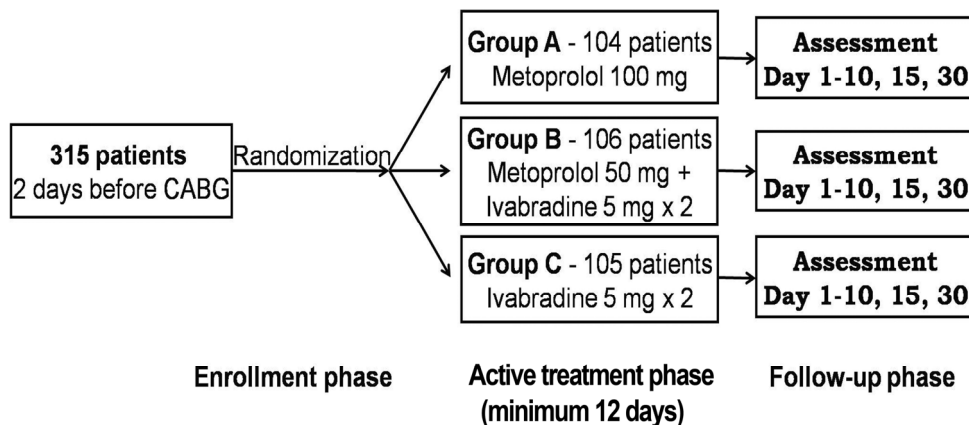 315 patients
2 days before CABG
Randomization
Group A - 104 patients
Metoprolol 100 mg
Assessment
Day 1-10, 15, 30
Group B - 106 patients
Metoprolol 50 mg +
Ivabradine 5 mg x 2
Assessment
Day 1-10, 15, 30
Group C - 105 patients
Ivabradine 5 mg x 2
Assessment
Day 1-10, 15, 30
Enrollment phase
Active treatment phase
(minimum 12 days)
Follow-up phase